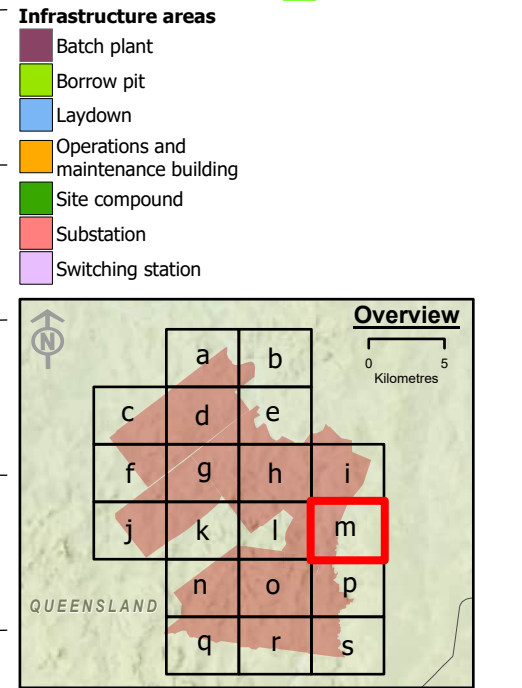 Infrastructure areas
Batch plant
Borrow pit
Laydown
Operations and
maintenance building
Site compound
Substation
Switching station
Overview
N
0 5
Kilometres
a b
c d e
f g h i
j k l m
n o p
QUEENSLAND
q r s